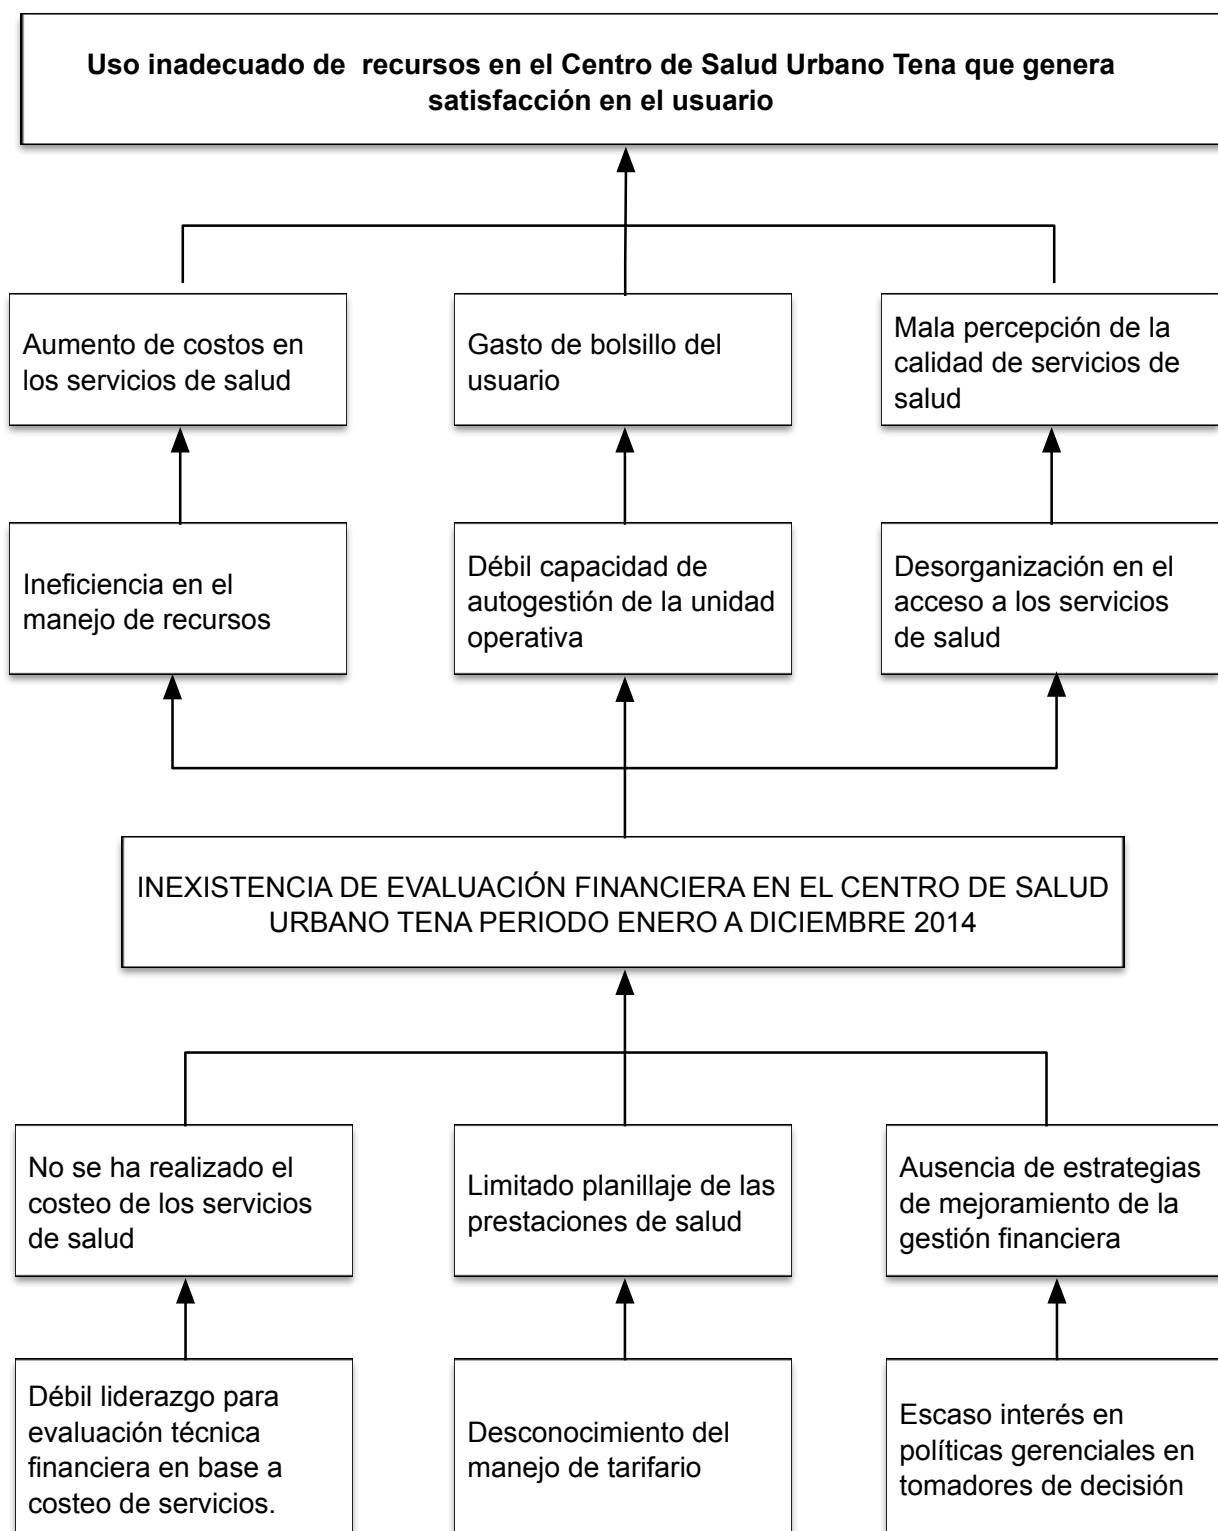 Uso inadecuado de  recursos en el Centro de Salud Urbano Tena que genera
satisfacción en el usuario
Aumento de costos en
los servicios de salud
Gasto de bolsillo del
usuario
Mala percepción de la
calidad de servicios de
salud
Ineficiencia en el
manejo de recursos
Débil capacidad de
autogestión de la unidad
operativa
Desorganización en el
acceso a los servicios
de salud
INEXISTENCIA DE EVALUACIÓN FINANCIERA EN EL CENTRO DE SALUD
URBANO TENA PERIODO ENERO A DICIEMBRE 2014
No se ha realizado el
costeo de los servicios
de salud
Limitado planillaje de las
prestaciones de salud
Ausencia de estrategias
de mejoramiento de la
gestión financiera
Débil liderazgo para
evaluación técnica
financiera en base a
costeo de servicios.
Desconocimiento del
manejo de tarifario
Escaso interés en
políticas gerenciales en
tomadores de decisión